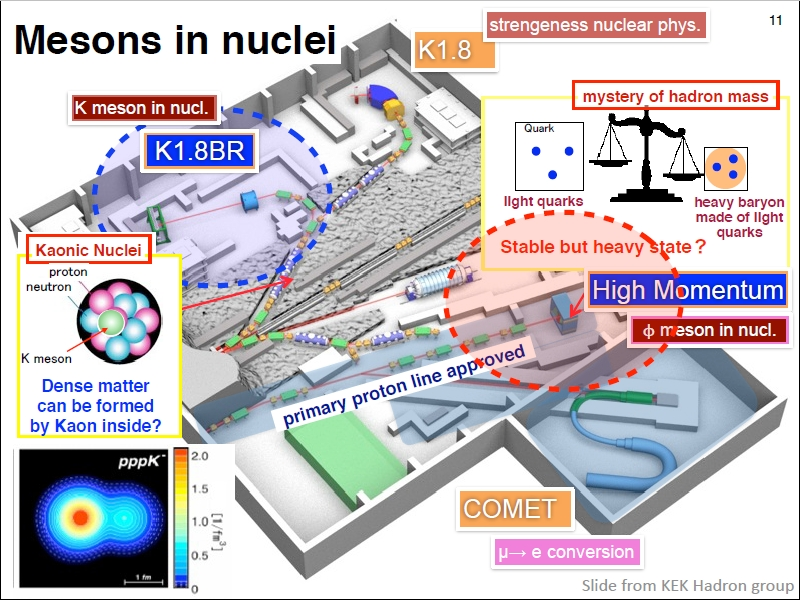 11
Mesons in nuclei
strengeness nuclear phys.
K1.8
K meson in nucl.
K1.8BR
mystery of hadron mass
Quark
light quarks
heavy baryon
made of light
quarks
Stable but heavy state ?
Kaonic Nuclei
proton
neutron
K meson
Dense matter
can be formed
by Kaon inside?
High Momentum
ϕ meson in nucl.
primary proton line approved
pppK⁻
2.0
1.5
1.0
0.5
0
[1/fm³]
1 fm
COMET
μ→ e conversion
Slide from KEK Hadron group